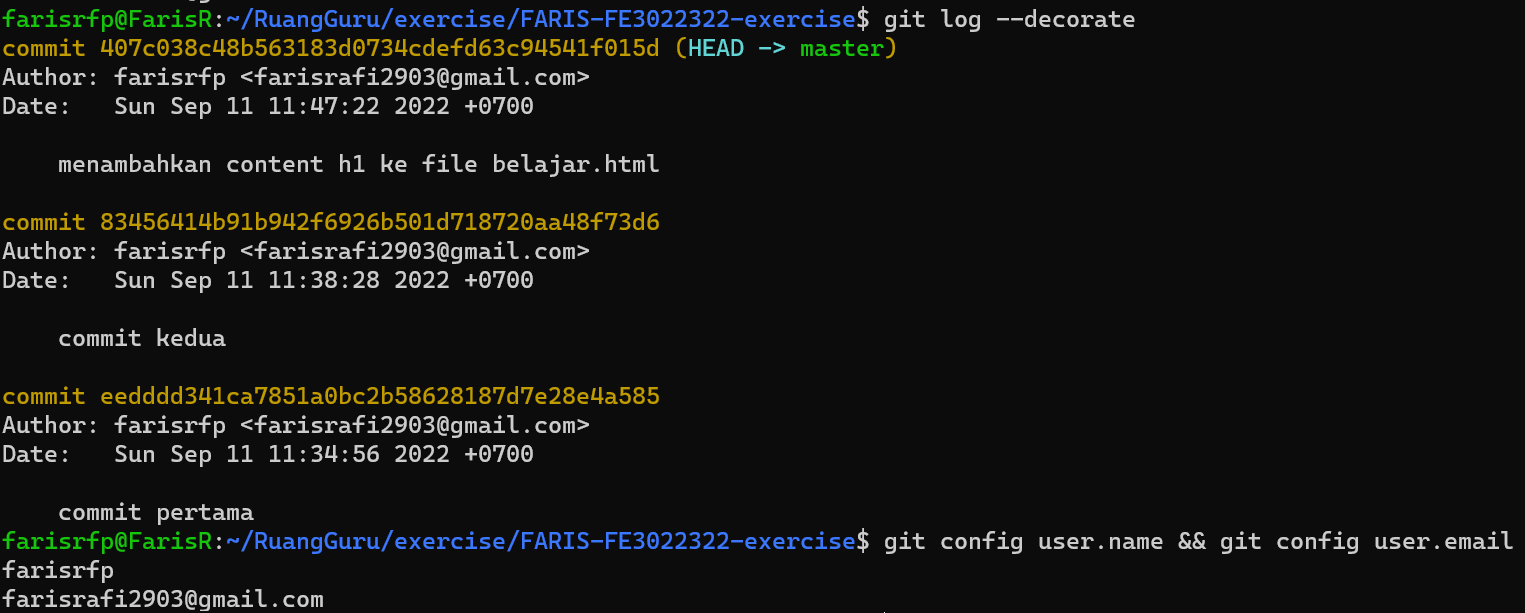 farisrfp@FarisR:~/RuangGuru/exercise/FARIS-FE3022322-exercise$ git log --decorate
commit 407c038c48b563183d0734cdefd63c94541f015d (HEAD -> master)
Author: farisrfp <farisrafi2903@gmail.com>
Date:   Sun Sep 11 11:47:22 2022 +0700
    menambahkan content h1 ke file belajar.html
commit 83456414b91b942f6926b501d718720aa48f73d6
Author: farisrfp <farisrafi2903@gmail.com>
Date:   Sun Sep 11 11:38:28 2022 +0700
    commit kedua
commit eedddd341ca7851a0bc2b58628187d7e28e4a585
Author: farisrfp <farisrafi2903@gmail.com>
Date:   Sun Sep 11 11:34:56 2022 +0700
    commit pertama
farisrfp@FarisR:~/RuangGuru/exercise/FARIS-FE3022322-exercise$ git config user.name && git config user.email
farisrfp
farisrafi2903@gmail.com